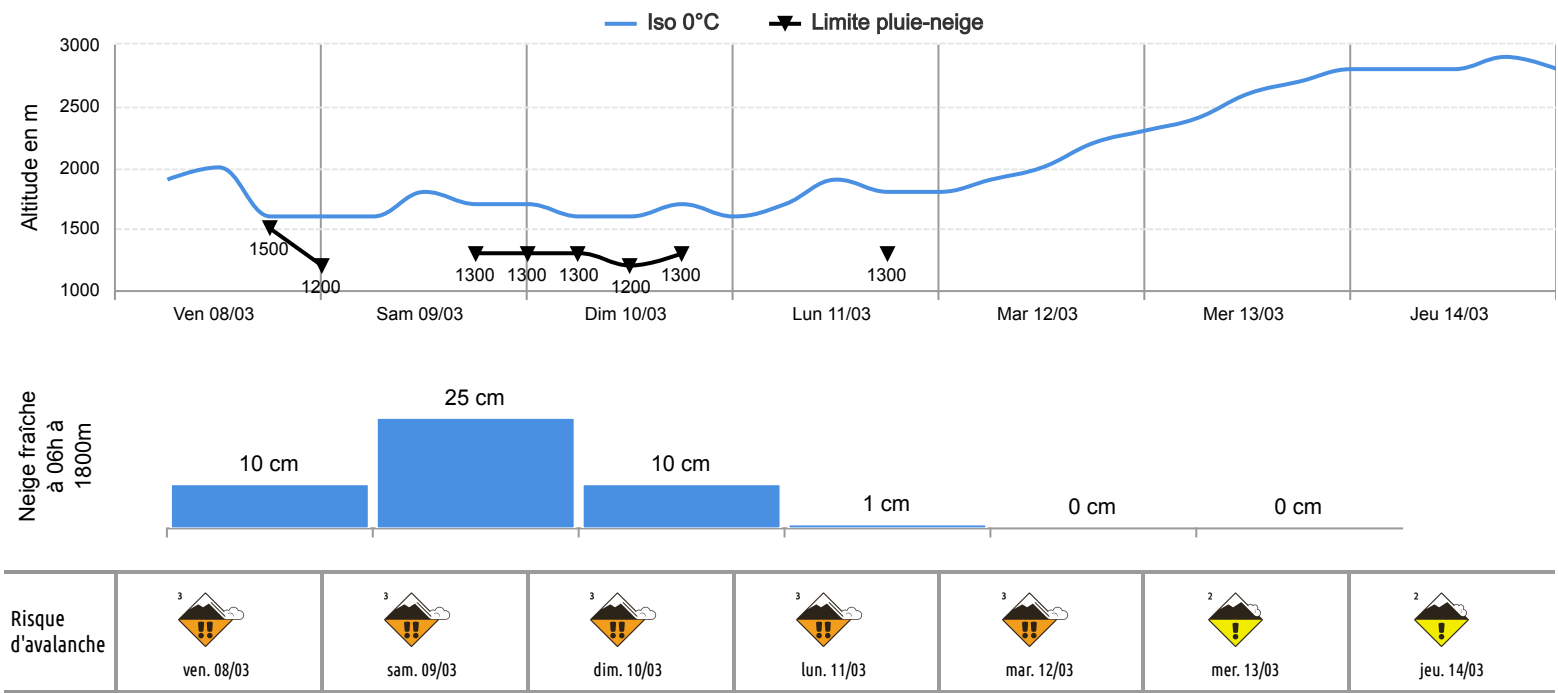 Iso 0°C
Limite pluie-neige
Altitude en m
3000
2500
2000
1500
1000
1500
1200
1300
1300
1300
1200
1300
1300
Ven 08/03
Sam 09/03
Dim 10/03
Lun 11/03
Mar 12/03
Mer 13/03
Jeu 14/03
Neige fraîche
à 06h à
1800m
10 cm
25 cm
10 cm
1 cm
0 cm
0 cm
Risque
d'avalanche
3
!!
ven. 08/03
3
!!
sam. 09/03
3
!!
dim. 10/03
3
!!
lun. 11/03
3
!!
mar. 12/03
2
!
mer. 13/03
2
!
jeu. 14/03